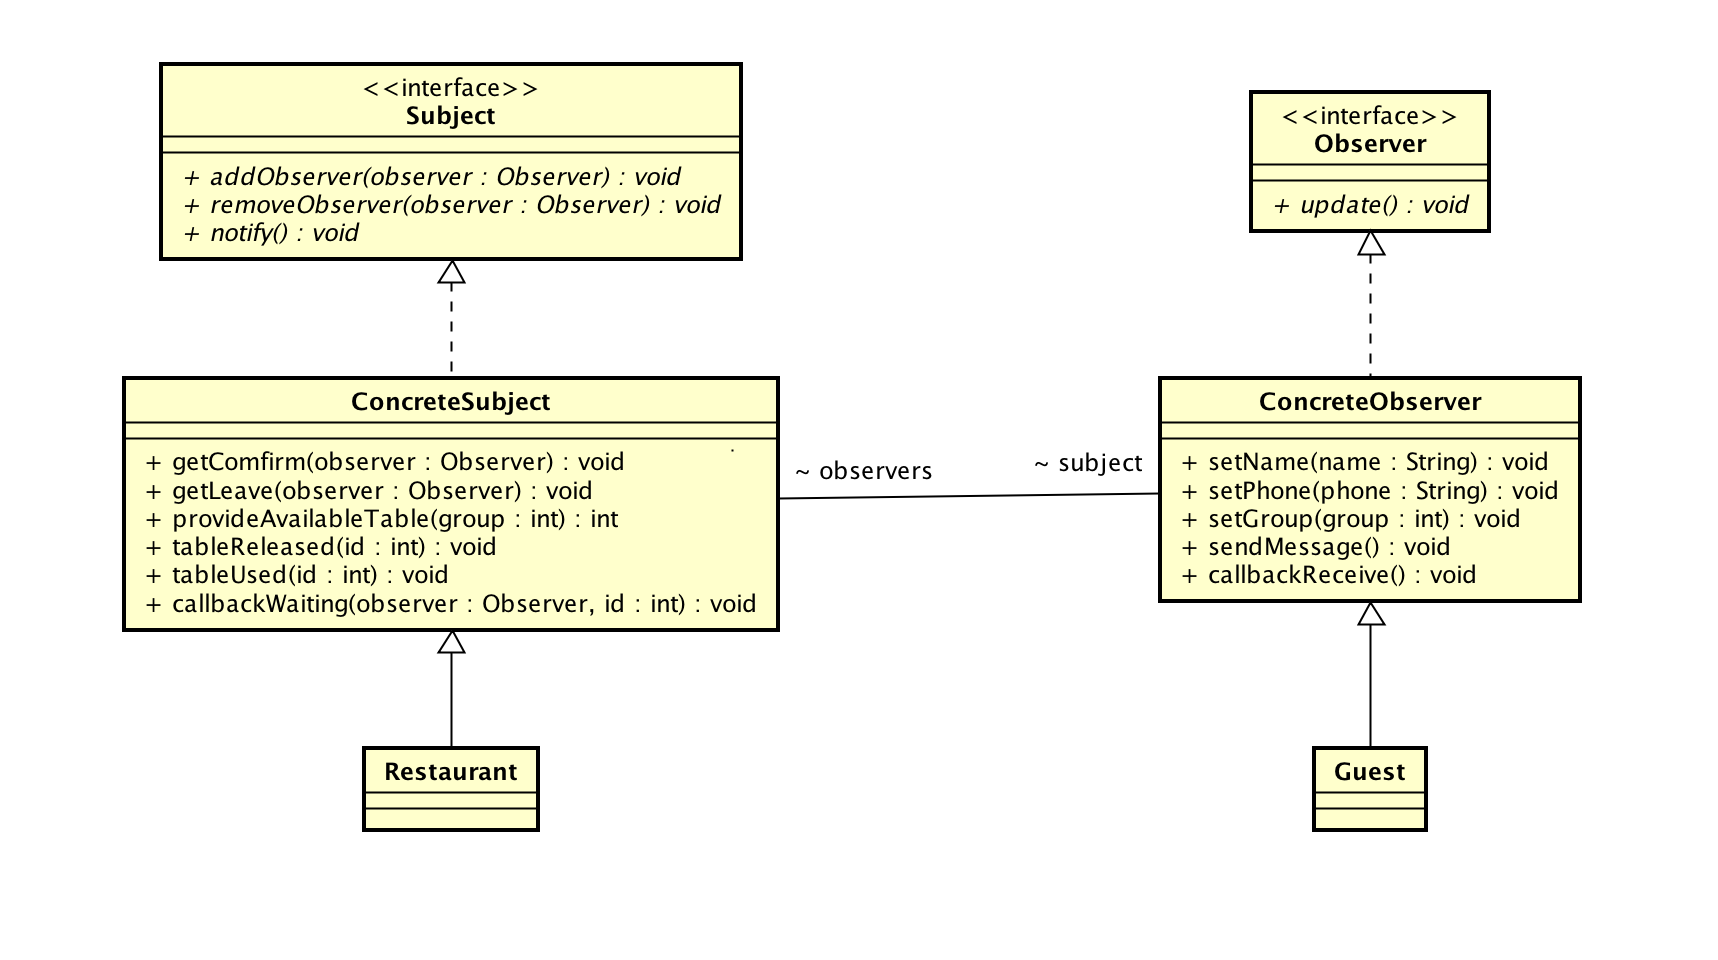 <<interface>>
Subject
+ addObserver(observer : Observer) : void
+ removeObserver(observer : Observer) : void
+ notify() : void
<<interface>>
Observer
+ update() : void
ConcreteSubject
+ getComfirm(observer : Observer) : void
+ getLeave(observer : Observer) : void
+ provideAvailableTable(group : int) : int
+ tableReleased(id : int) : void
+ tableUsed(id : int) : void
+ callbackWaiting(observer : Observer, id : int) : void
~ observers
~ subject
ConcreteObserver
+ setName(name : String) : void
+ setPhone(phone : String) : void
+ setGroup(group : int) : void
+ sendMessage() : void
+ callbackReceive() : void
Restaurant
Guest